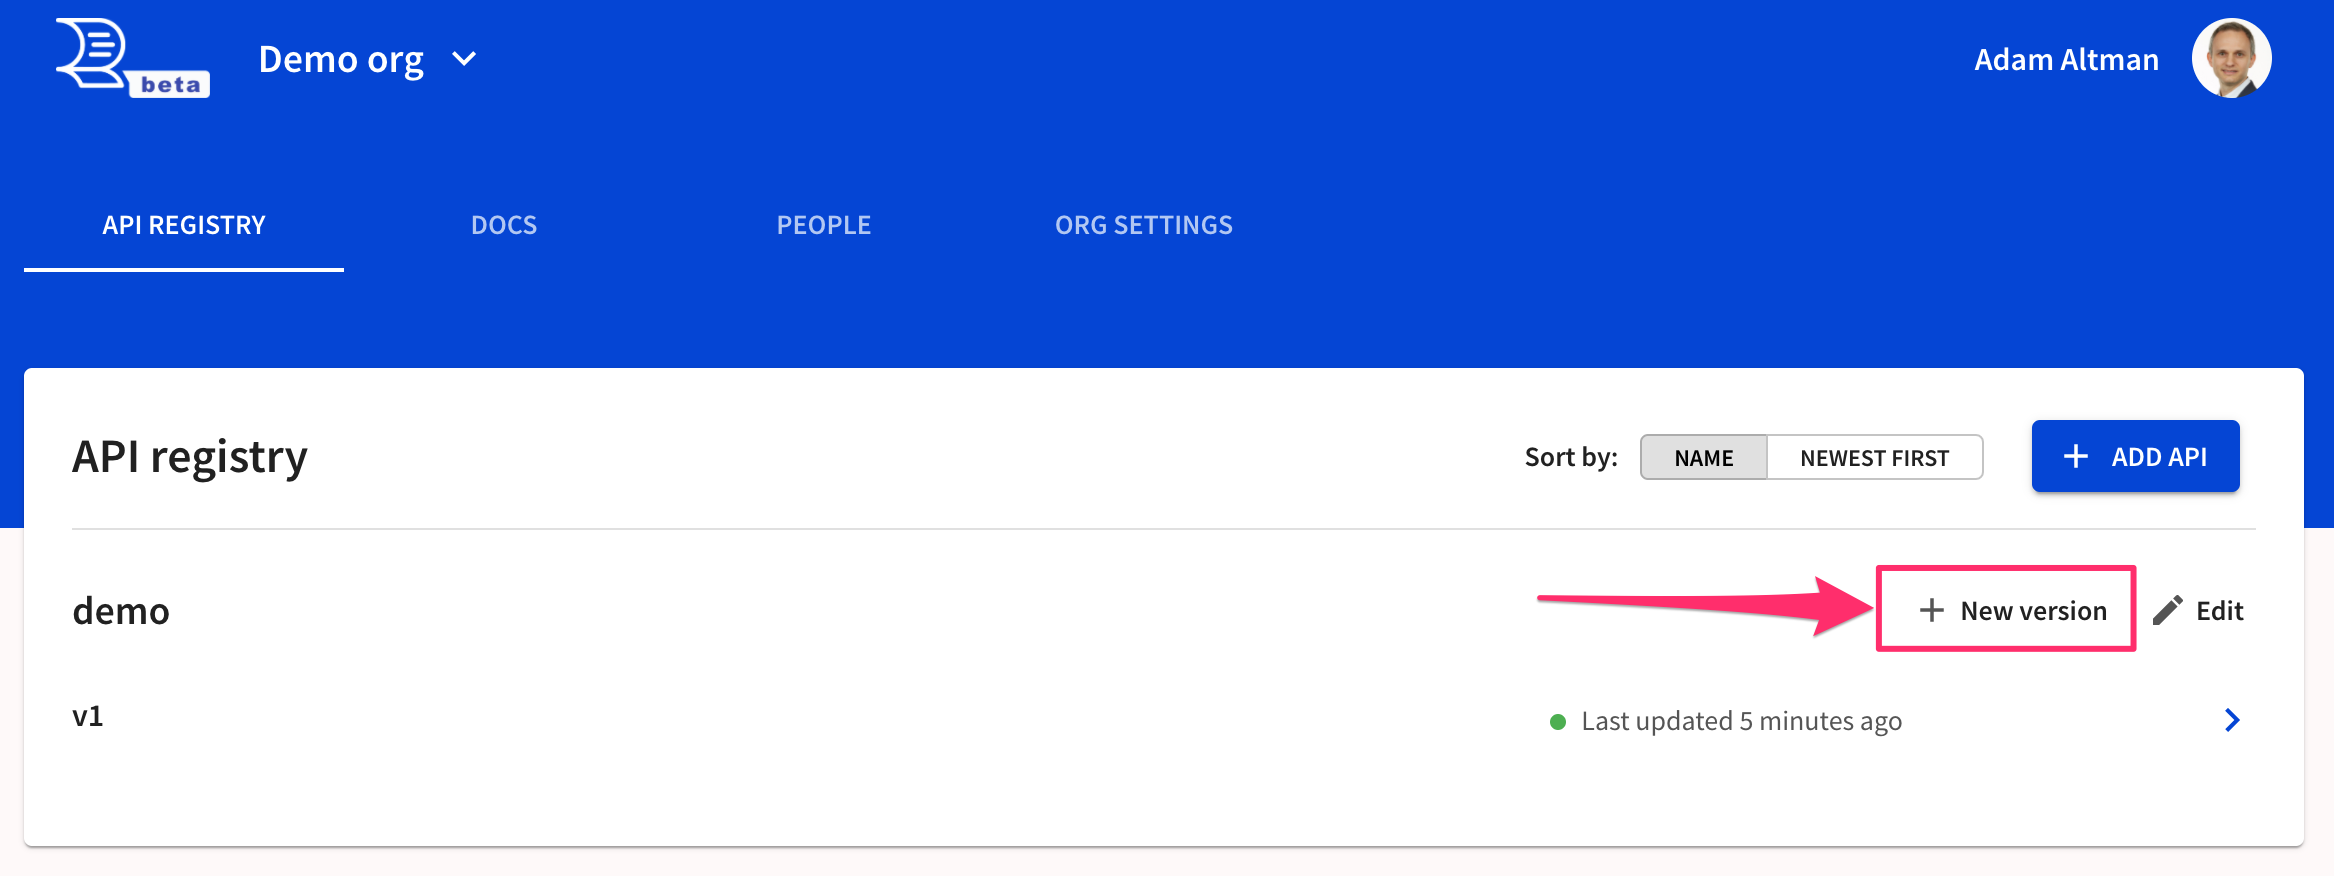 beta
Demo org
Adam Altman
API REGISTRY
DOCS
PEOPLE
ORG SETTINGS
API registry
Sort by:
NAME
NEWEST FIRST
+ ADD API
demo
+ New version
Edit
v1
Last updated 5 minutes ago